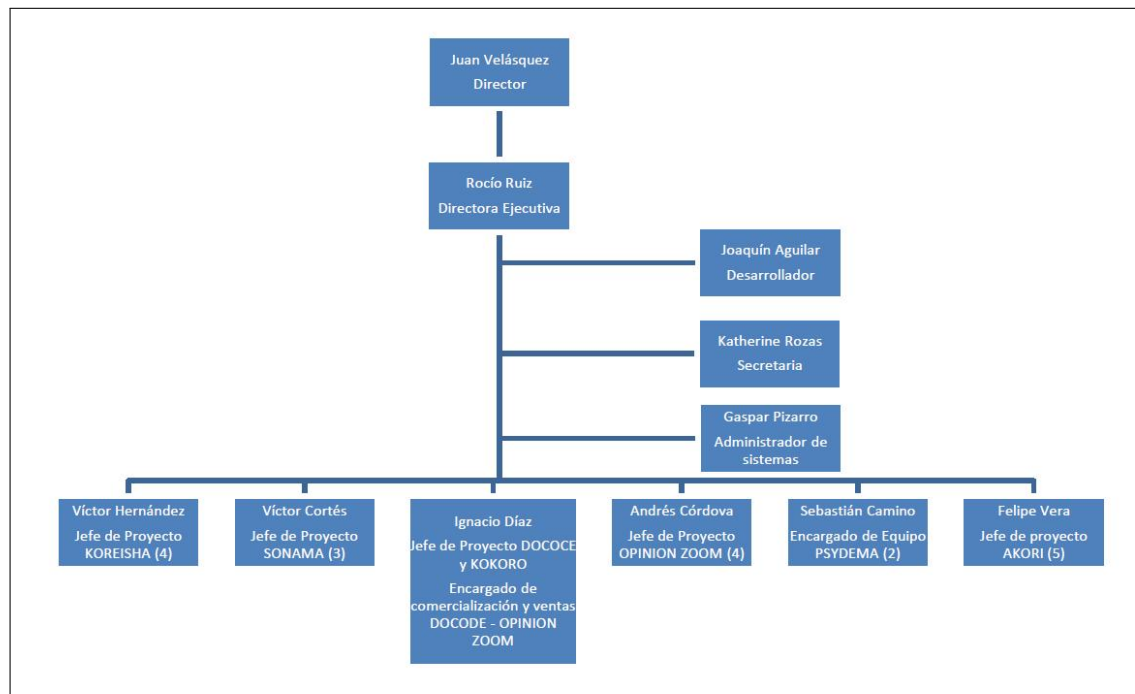 Juan Velásquez
Director
Rocío Ruiz
Directora Ejecutiva
Joaquín Aguilar
Desarrollador
Katherine Rozas
Secretaria
Gaspar Pizarro
Administrador de
sistemas
Víctor Hernández
Jefe de Proyecto
KOREISHA (4)
Víctor Cortés
Jefe de Proyecto
SONAMA (3)
Ignacio Díaz
Jefe de Proyecto DOCOCE
y KOKORO
Encargado de
comercialización y ventas
DOCODE - OPINION
ZOOM
Andrés Córdova
Jefe de Proyecto
OPINION ZOOM (4)
Sebastián Camino
Encargado de Equipo
PSYDEMA (2)
Felipe Vera
Jefe de proyecto
AKORI (5)